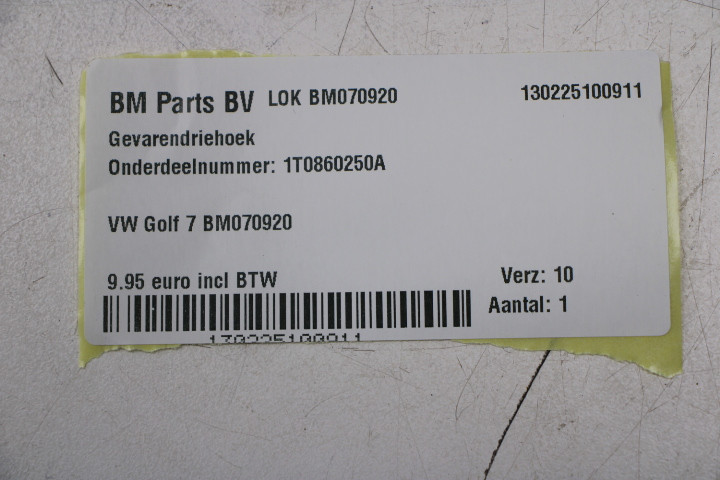 BM Parts BV LOK BM070920 130225100911
Gevarendriehoek
Onderdeelnummer: 1T0860250A
VW Golf 7 BM070920
9.95 euro incl BTW Verz: 10
Aantal: 1
130225100911